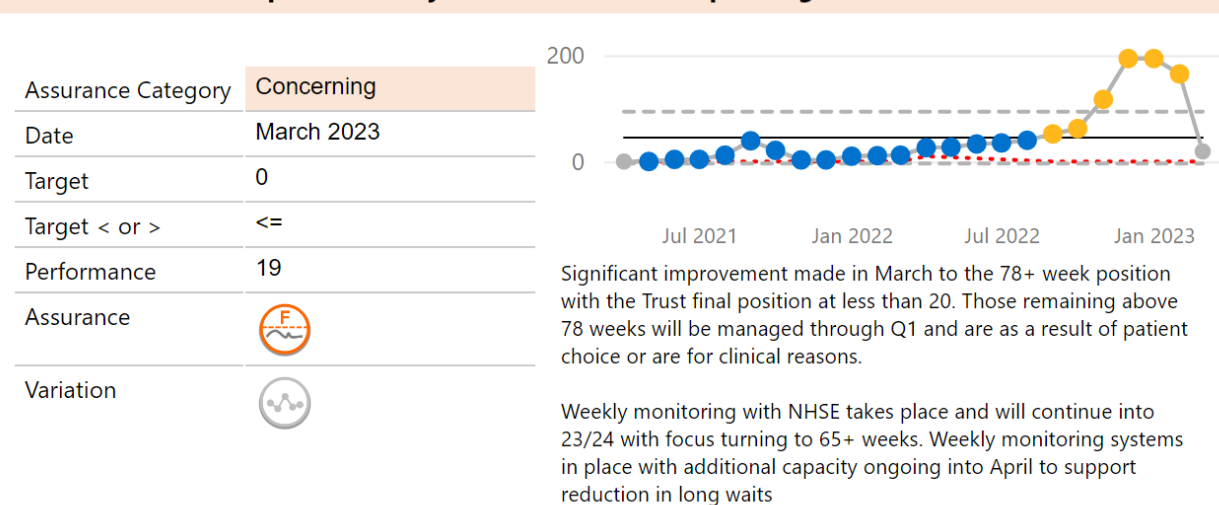 Assurance Category Concerning
Date March 2023
Target 0
Target < or > <=
Performance 19
Assurance F
Variation
200
0
Jul 2021 Jan 2022 Jul 2022 Jan 2023
Significant improvement made in March to the 78+ week position
with the Trust final position at less than 20. Those remaining above
78 weeks will be managed through Q1 and are as a result of patient
choice or are for clinical reasons.
Weekly monitoring with NHSE takes place and will continue into
23/24 with focus turning to 65+ weeks. Weekly monitoring systems
in place with additional capacity ongoing into April to support
reduction in long waits